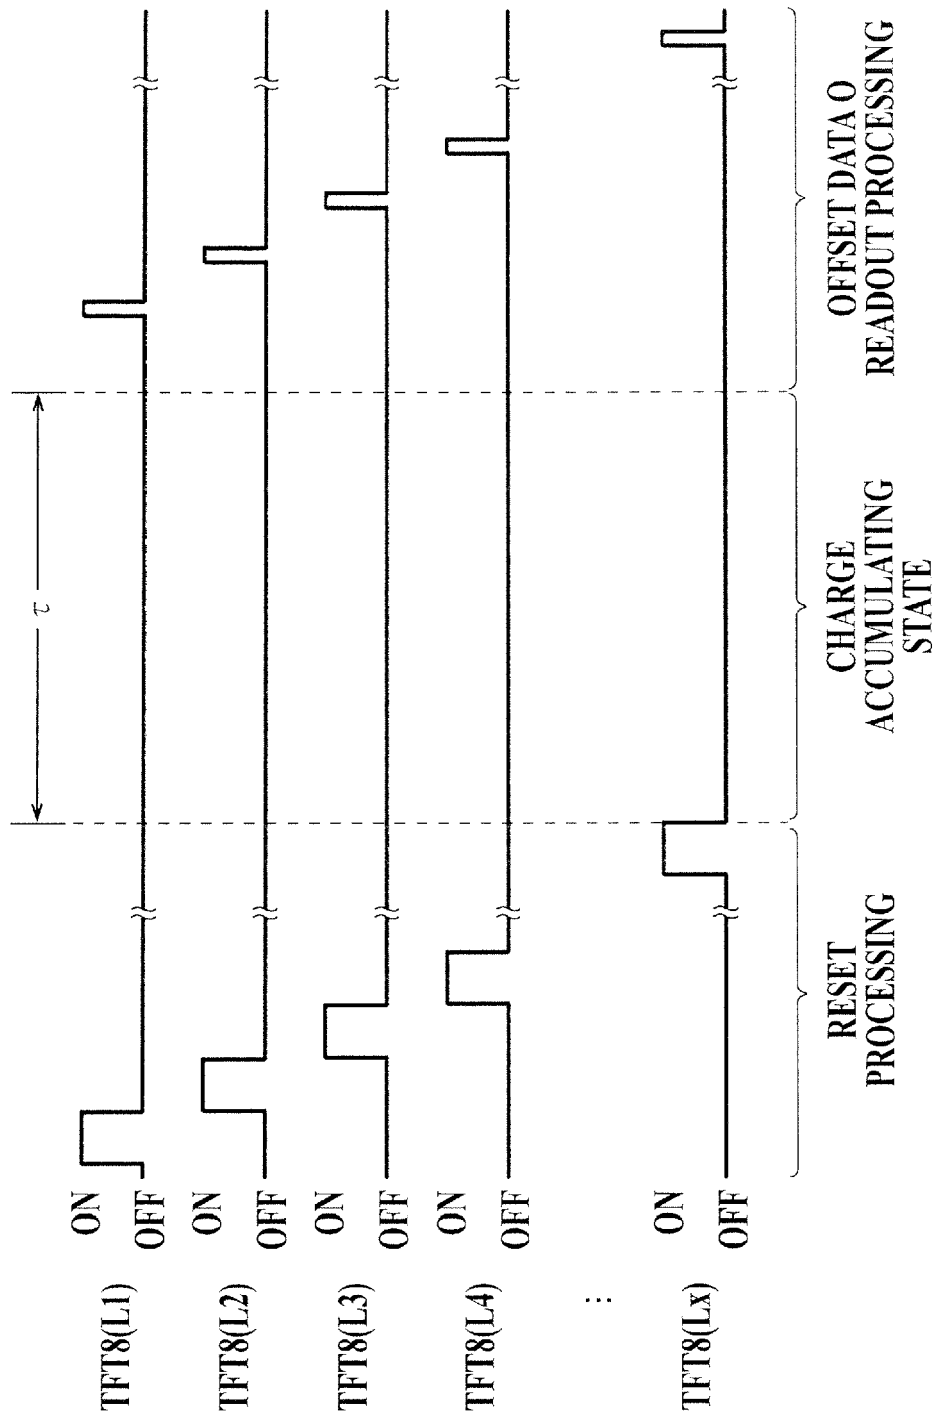 τ
TFT8(L1)
ON
OFF
TFT8(L2)
ON
OFF
TFT8(L3)
ON
OFF
TFT8(L4)
ON
OFF
⋮
TFT8(Lx)
ON
OFF
RESET
PROCESSING
CHARGE
ACCUMULATING
STATE
OFFSET DATA O
READOUT PROCESSING